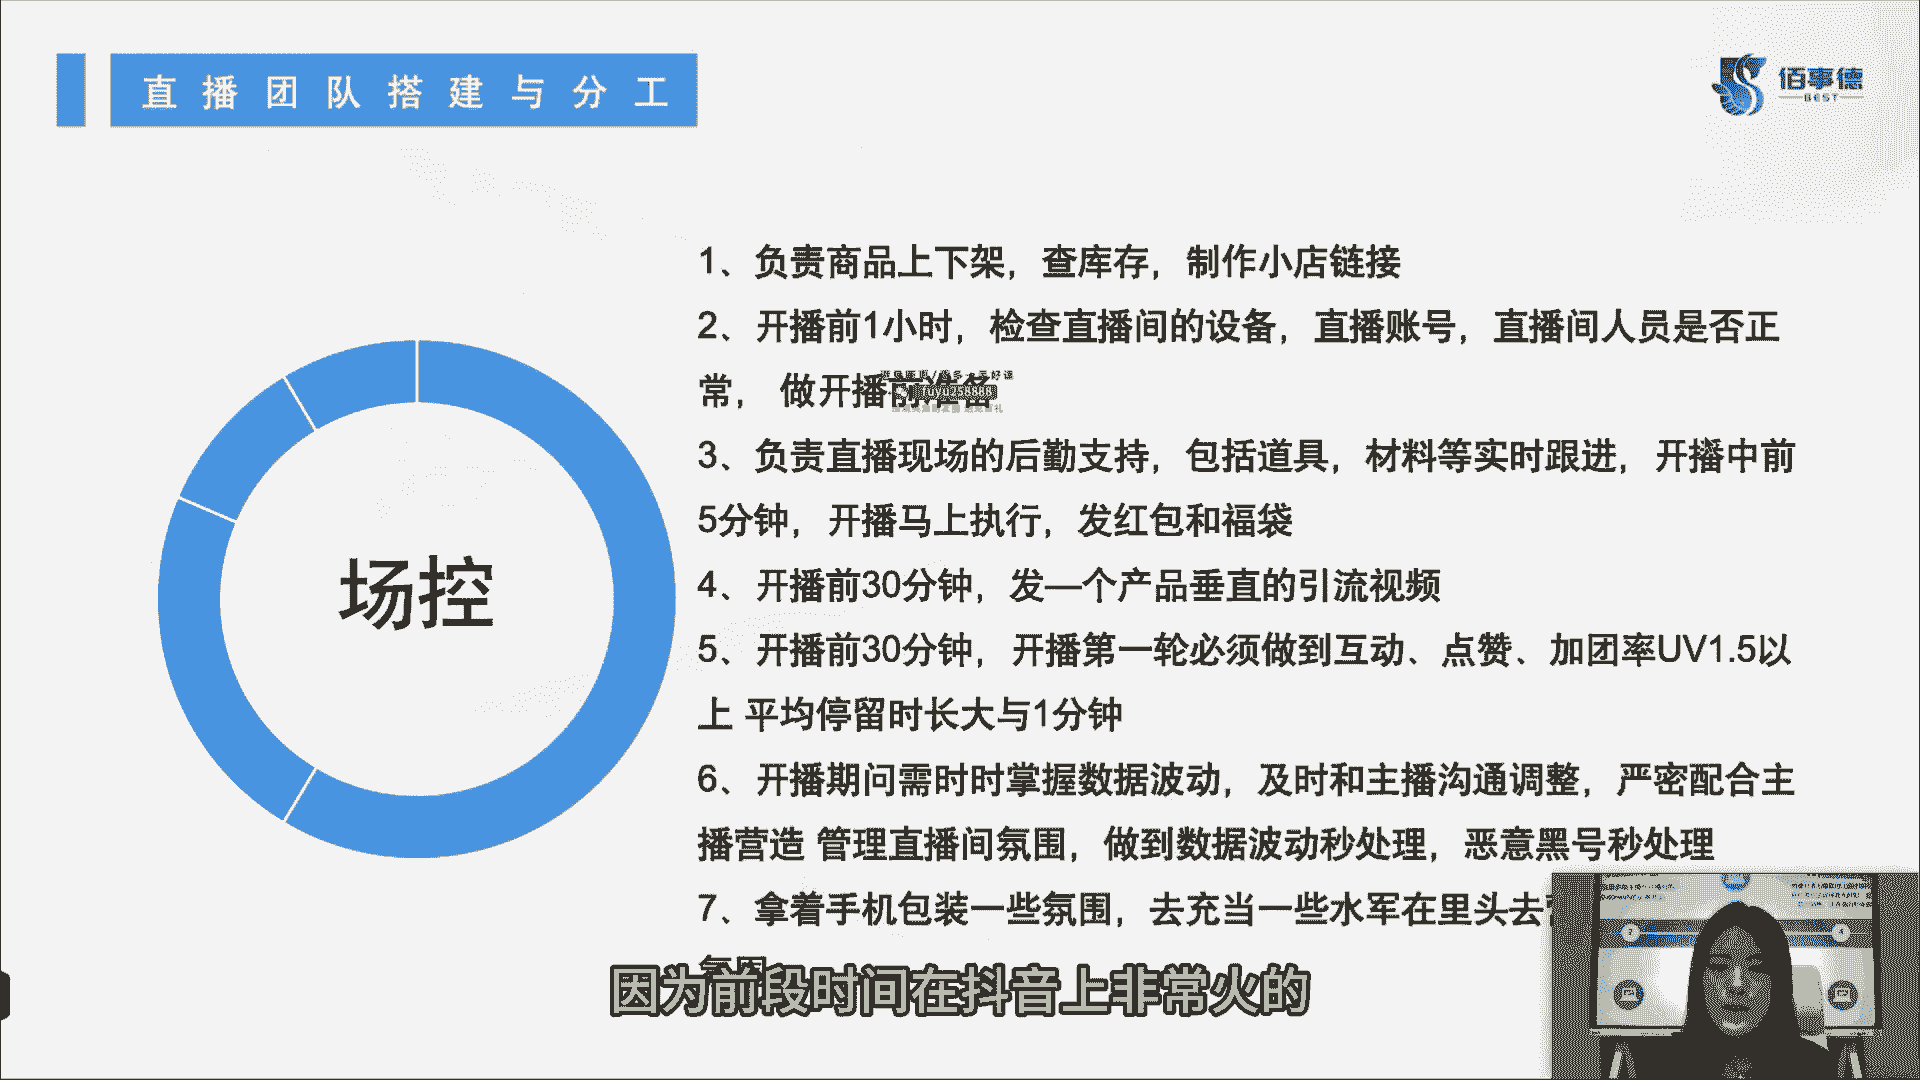 直播团队搭建与分工
佰事德
BEST
1、负责商品上下架，查库存，制作小店链接
2、开播前1小时，检查直播间的设备，直播账号，直播间人员是否正
常， 做开播前准备
3、负责直播现场的后勤支持，包括道具，材料等实时跟进，开播中前
5分钟，开播马上执行，发红包和福袋
4、开播前30分钟，发—个产品垂直的引流视频
场控
5、开播前30分钟，开播第一轮必须做到互动、点赞、加团率UV1.5以
上 平均停留时长大与1分钟
6、开播期问需时时掌握数据波动，及时和主播沟通调整，严密配合主
播营造 管理直播间氛围，做到数据波动秒处理，恶意黑号秒处理
7、拿着手机包装一些氛围，去充当一些水军在里头去
因为前段时间在抖音上非常火的